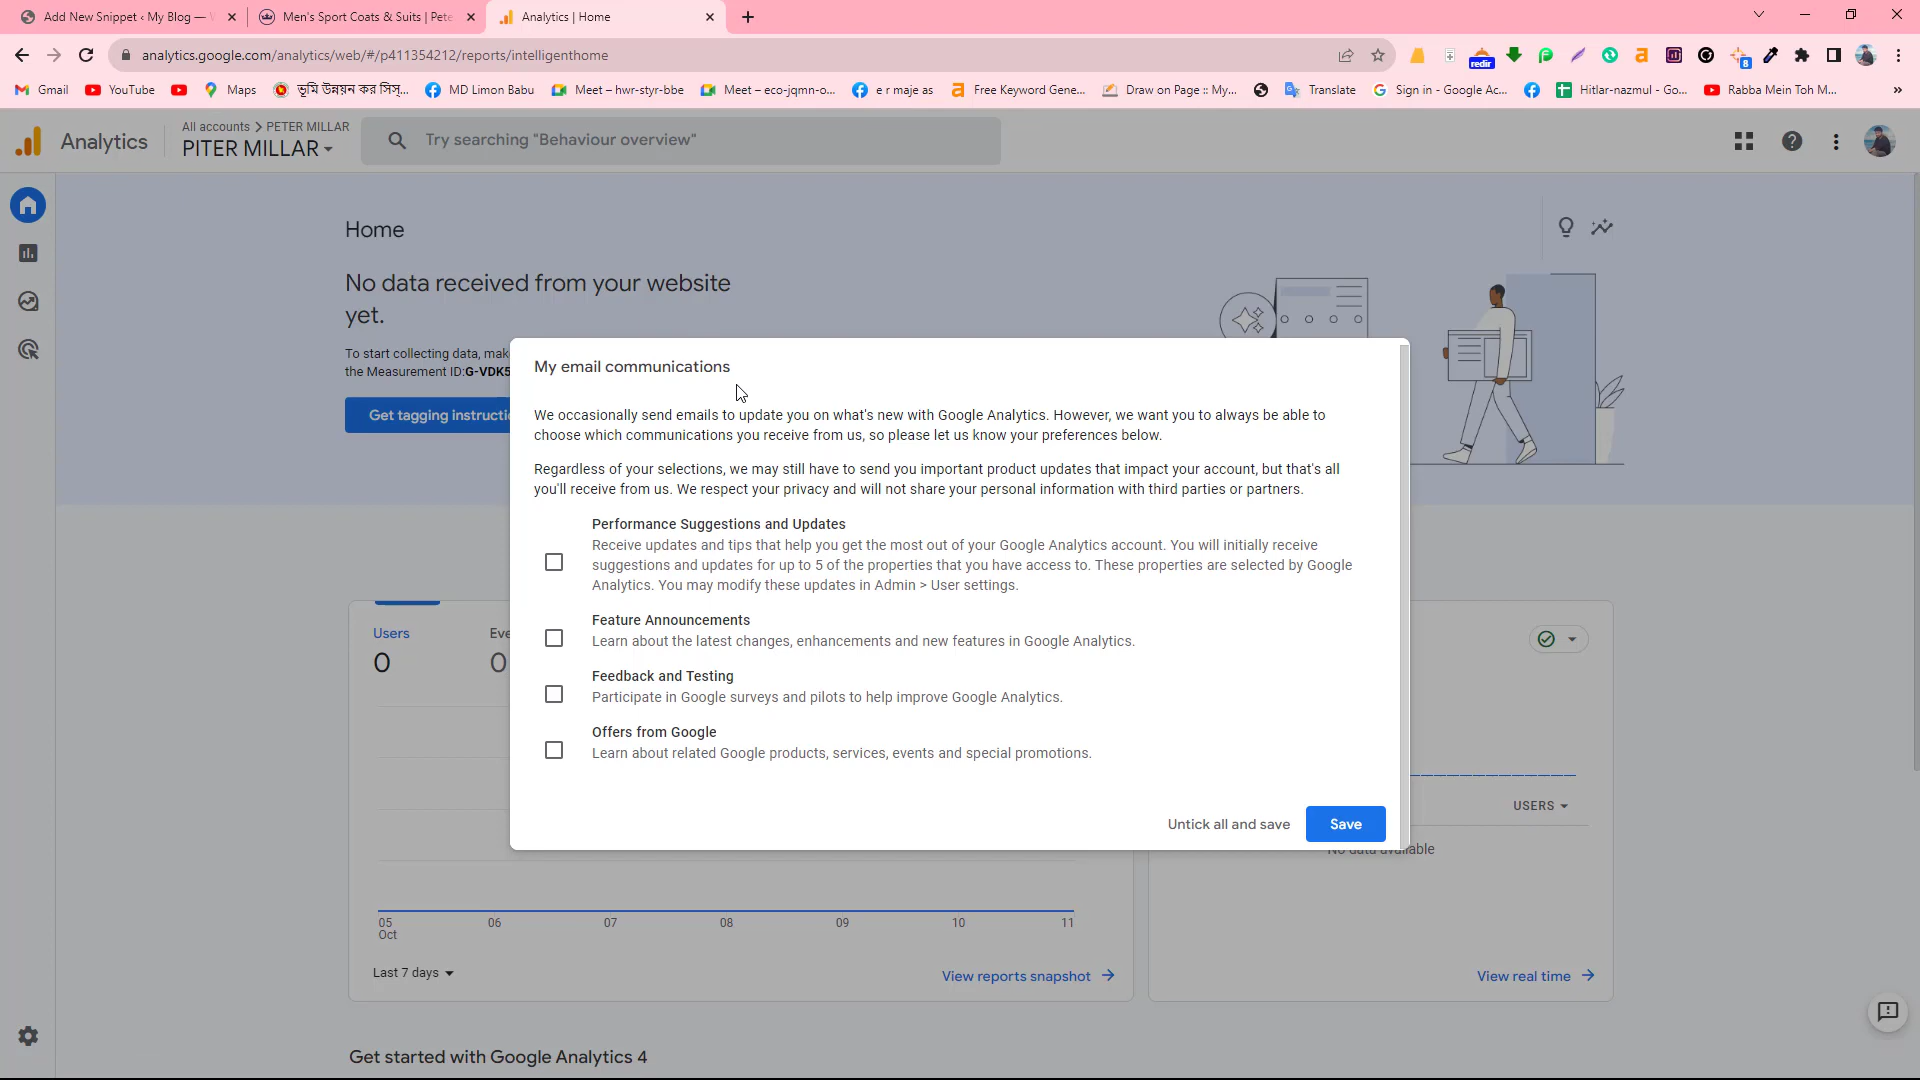 Add New Snippet ‹ My Blog —
Men's Sport Coats & Suits | Pete
Analytics | Home
analytics.google.com/analytics/web/#/p411354212/reports/intelligenthome
redir
8
Gmail
YouTube
Maps
ভূমি উন্নয়ন কর সিস্...
MD Limon Babu
Meet – hwr-styr-bbe
Meet – eco-jqmn-o...
e r maje as
Free Keyword Gene...
Draw on Page :: My...
Translate
Sign in - Google Ac...
Hitlar-nazmul - Go...
Rabba Mein Toh M...
Analytics
All accounts > PETER MILLAR
PITER MILLAR
Try searching "Behaviour overview"
Home
No data received from your website
yet.
To start collecting data, mak
the Measurement ID:G-VDK5
Get tagging instructi
My email communications
We occasionally send emails to update you on what's new with Google Analytics. However, we want you to always be able to
choose which communications you receive from us, so please let us know your preferences below.
Regardless of your selections, we may still have to send you important product updates that impact your account, but that's all
you'll receive from us. We respect your privacy and will not share your personal information with third parties or partners.
Performance Suggestions and Updates
Receive updates and tips that help you get the most out of your Google Analytics account. You will initially receive
suggestions and updates for up to 5 of the properties that you have access to. These properties are selected by Google
Analytics. You may modify these updates in Admin > User settings.
Feature Announcements
Learn about the latest changes, enhancements and new features in Google Analytics.
Feedback and Testing
Participate in Google surveys and pilots to help improve Google Analytics.
Offers from Google
Learn about related Google products, services, events and special promotions.
Untick all and save
Save
Users
0
Eve
0
05
Oct
06
07
08
09
10
11
Last 7 days
View reports snapshot
USERS
No data available
View real time
Get started with Google Analytics 4